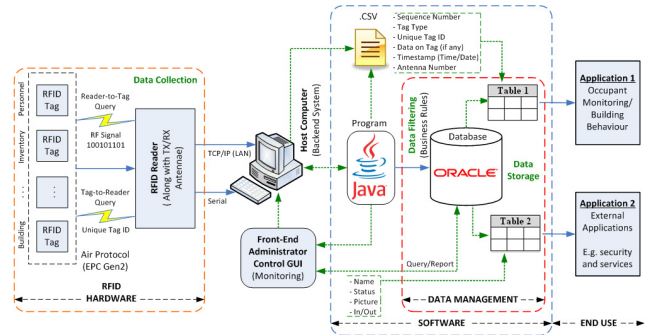 .CSV
- Sequence Number
- Tag Type
- Unique Tag ID
- Data on Tag (if any)
- Timestamp (Time/Date)
- Antenna Number
Data Collection
Personnel
Inventory
. . .
Building
RFID
Tag
RFID
Tag
. . .
RFID
Tag
Reader-to-Tag
Query
RF Signal
100101101
Tag-to-Reader
Query
Unique Tag ID
Air Protocol
(EPC Gen2)
RFID Reader
(Along with TX/RX
Antennae)
RFID
HARDWARE
TCP/IP (LAN)
Serial
Host Computer
(Backend System)
Front-End
Administrator
Control GUI
(Monitoring)
Program
Java
Data Filtering
(Business Rules)
Database
ORACLE
Data
Storage
Table 1
Table 2
Query/Report
- Name
- Status
- Picture
- In/Out
DATA MANAGEMENT
SOFTWARE
Application 1
Occupant
Monitoring/
Building
Behaviour
Application 2
External
Applications
E.g. security
and services
END USE